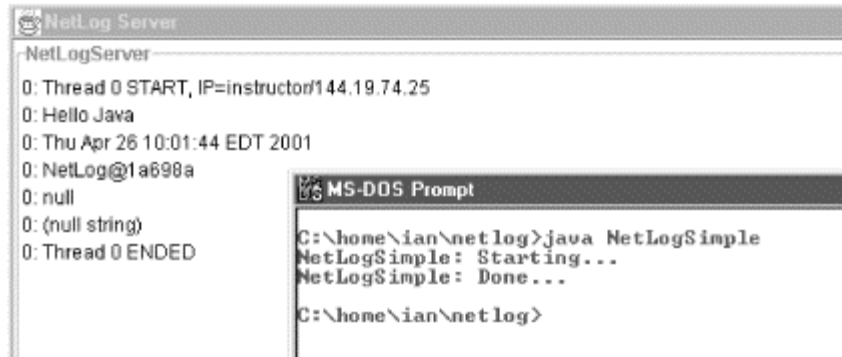 NetLog Server
NetLogServer
0: Thread 0 START, IP=instructor/144.19.74.25
0: Hello Java
0: Thu Apr 26 10:01:44 EDT 2001
0: NetLog@1a698a
0: null
0: (null string)
0: Thread 0 ENDED
MS-DOS Prompt
C:\home\ian\netlog>java NetLogSimple
NetLogSimple: Starting...
NetLogSimple: Done...
C:\home\ian\netlog>